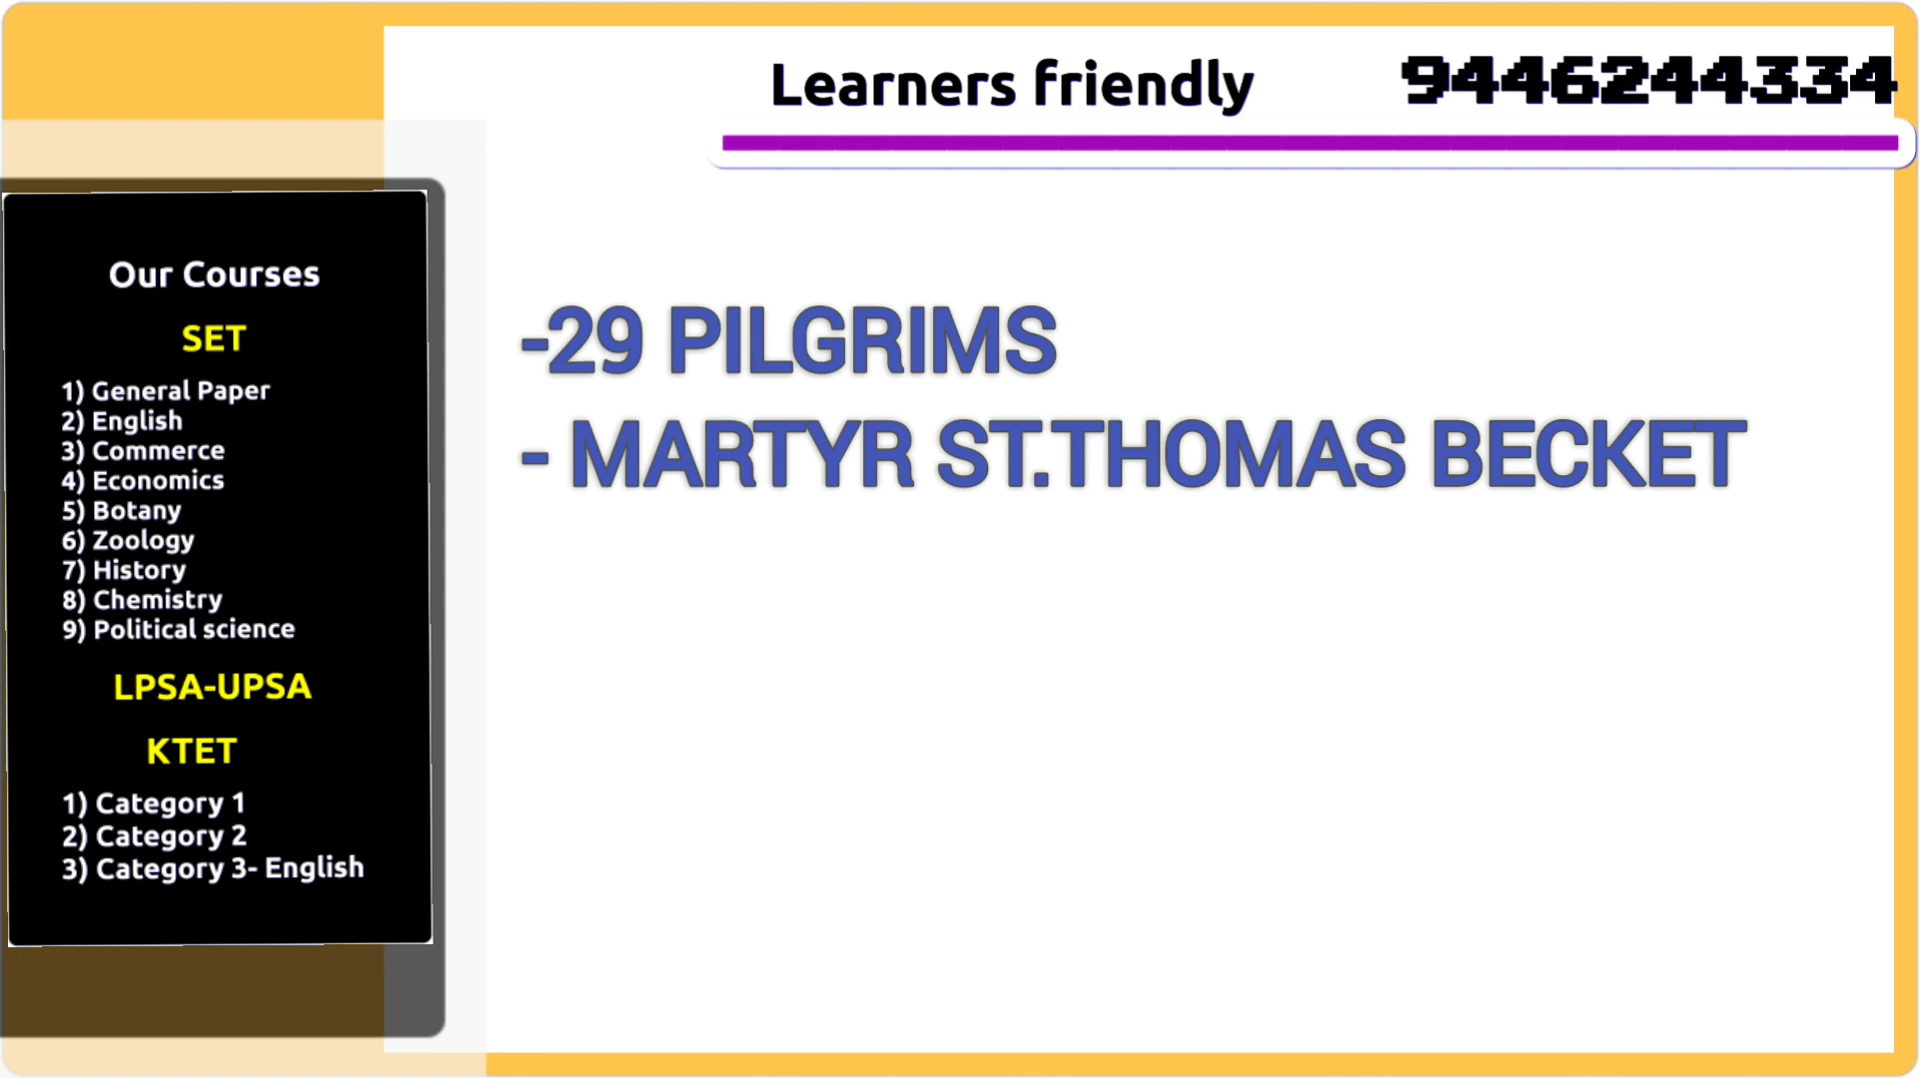 Learners friendly
9446244334
Our Courses
SET
1) General Paper
2) English
3) Commerce
4) Economics
5) Botany
6) Zoology
7) History
8) Chemistry
9) Political science
LPSA-UPSA
KTET
1) Category 1
2) Category 2
3) Category 3- English
-29 PILGRIMS
- MARTYR ST.THOMAS BECKET